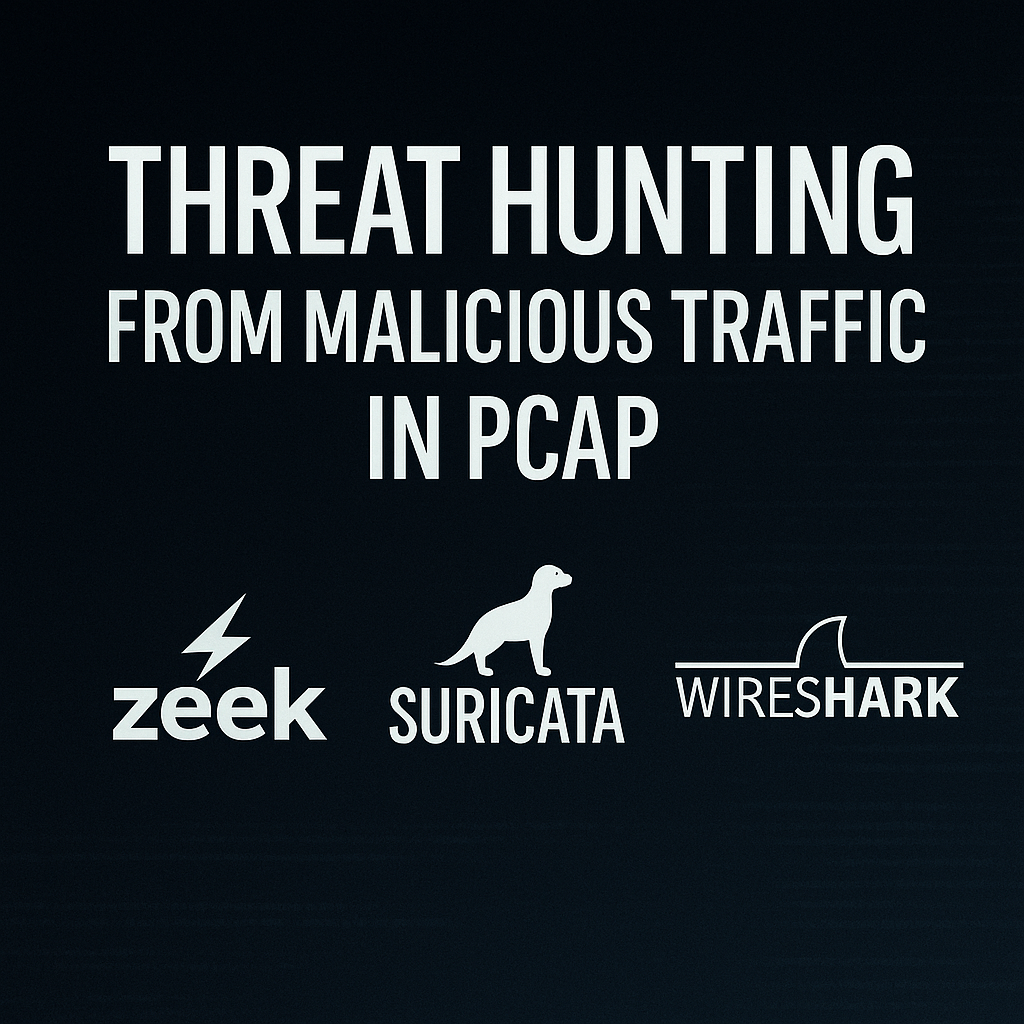 THREAT HUNTING
FROM MALICIOUS TRAFFIC
IN PCAP
zeek
SURICATA
WIRESHARK